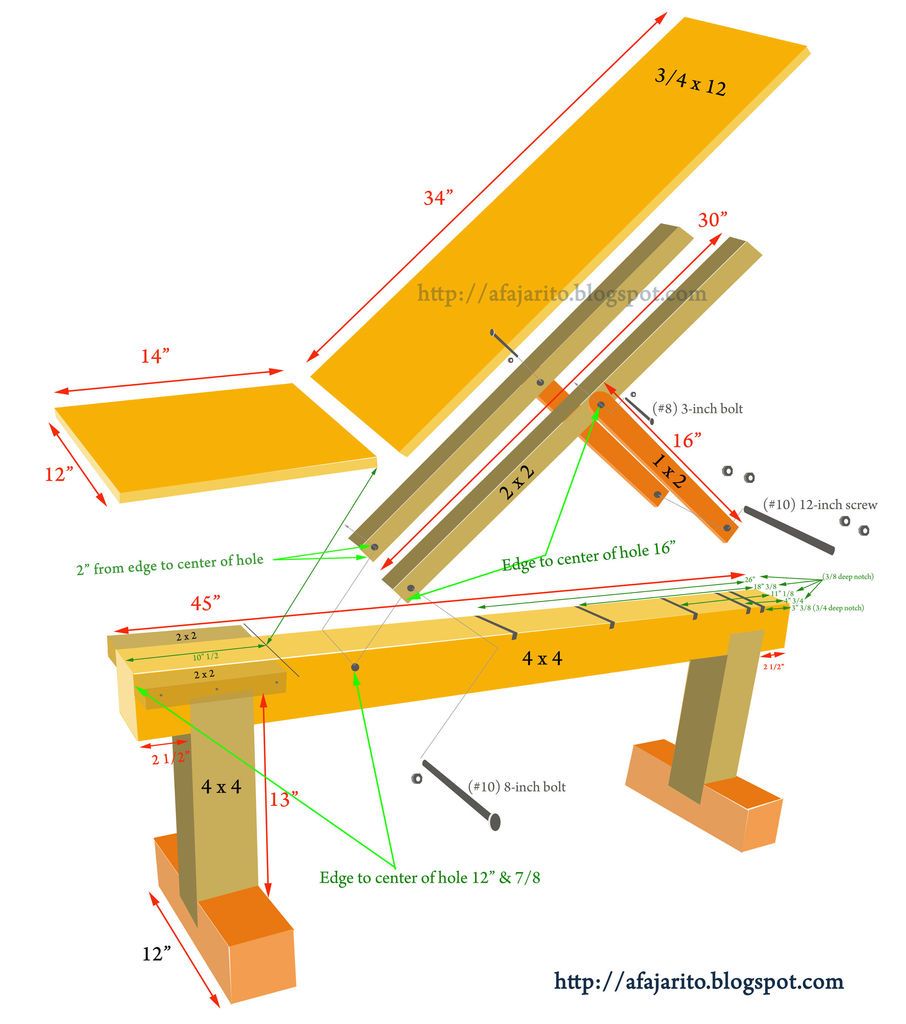 3/4 x 12
34”
30”
http://afajarito.blogspot.com
14”
12”
(#8) 3-inch bolt
16”
1 x 2
2 x 2
(#10) 12-inch screw
2” from edge to center of hole
Edge to center of hole 16”
45”
26”
(3/8 deep notch)
18” 3/8
11” 1/8
4” 3/4
3” 3/8 (3/4 deep notch)
2 x 2
10” 1/2
2 x 2
4 x 4
2 1/2”
2 1/2”
4 x 4
13”
(#10) 8-inch bolt
Edge to center of hole 12” & 7/8
12”
http://afajarito.blogspot.com